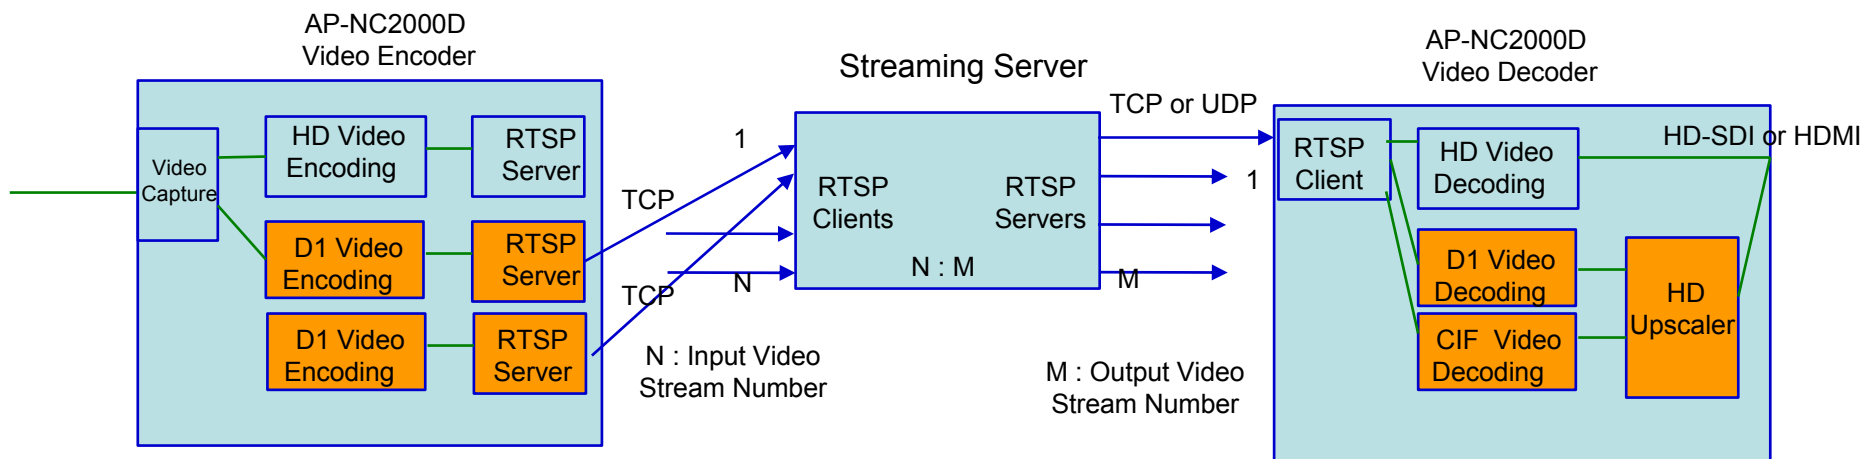 AP-NC2000D
Video Encoder
Video
Capture
HD Video
Encoding
RTSP
Server
D1 Video
Encoding
RTSP
Server
D1 Video
Encoding
RTSP
Server
TCP
TCP
1
N
N : Input Video
Stream Number
Streaming Server
RTSP
Clients
RTSP
Servers
N : M
TCP or UDP
1
M
M : Output Video
Stream Number
AP-NC2000D
Video Decoder
RTSP
Client
HD Video
Decoding
HD-SDI or HDMI
D1 Video
Decoding
CIF Video
Decoding
HD
Upscaler